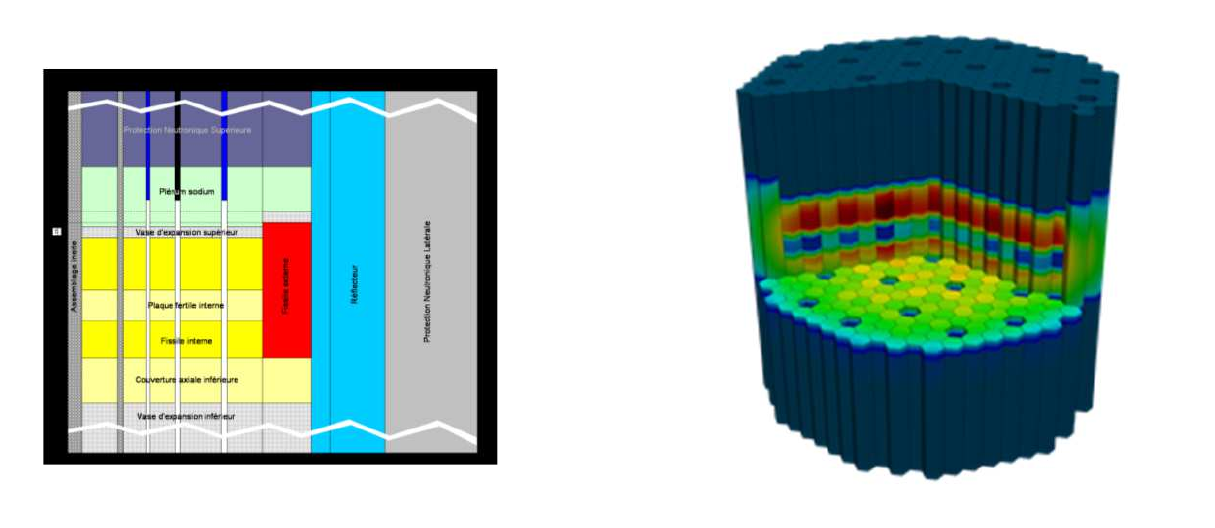 Protection Neutronique Supérieure
Plénum sodium
Vase d'expansion supérieur
Plaque fertile interne
Fissile interne
Couverture axiale inférieure
Vase d'expansion inférieur
Assemblage inerte
Fissile externe
Réflecteur
Protection Neutronique Latérale